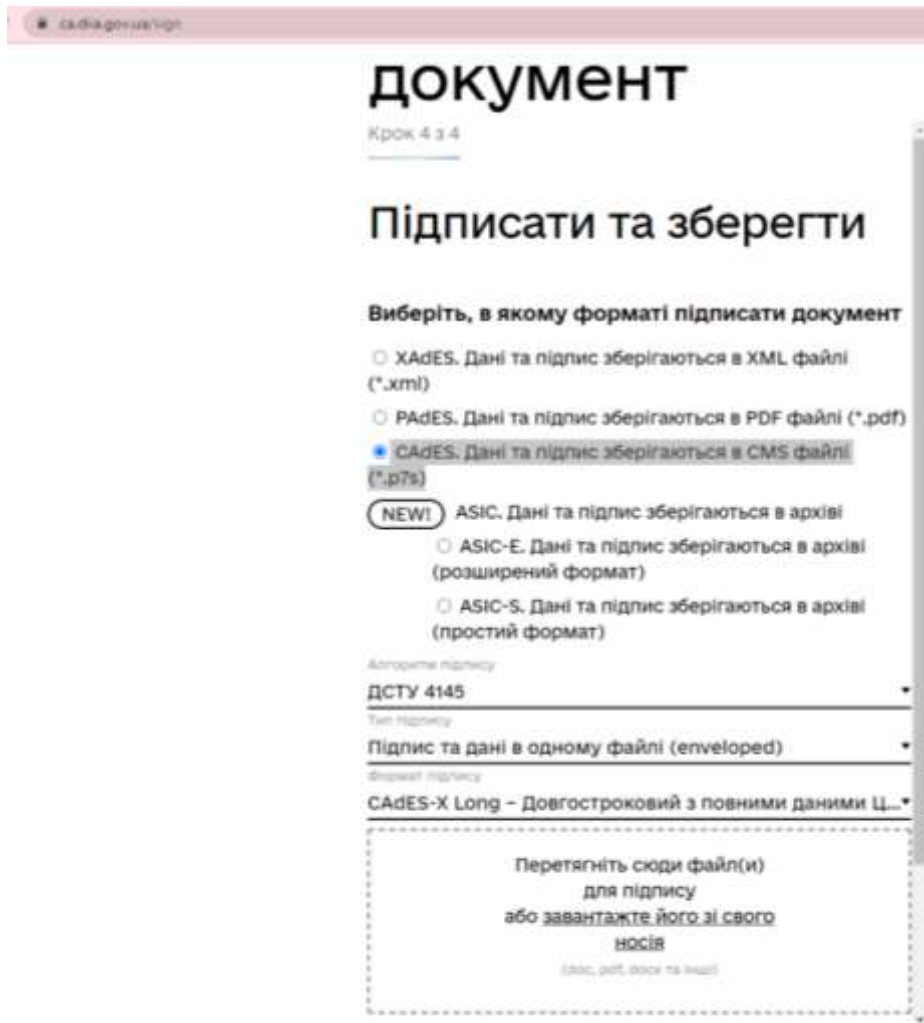 ca.diia.gov.ua/sign
документ
Крок 4 з 4
Підписати та зберегти
Виберіть, в якому форматі підписати документ
XAdES. Дані та підпис зберігаються в XML файлі
(*.xml)
PAdES. Дані та підпис зберігаються в PDF файлі (*.pdf)
CAdES. Дані та підпис зберігаються в CMS файлі
(*.p7s)
NEW! ASIC. Дані та підпис зберігаються в архіві
ASIC-E. Дані та підпис зберігаються в архіві
(розширений формат)
ASIC-S. Дані та підпис зберігаються в архіві
(простий формат)
Алгоритм підпису
ДСТУ 4145
Тип підпису
Підпис та дані в одному файлі (enveloped)
Формат підпису
CAdES-X Long – Довгостроковий з повними даними Ц...
Перетягніть сюди файл(и)
для підпису
або завантажте його зі свого
носія
(doc, pdf, docx та інші)